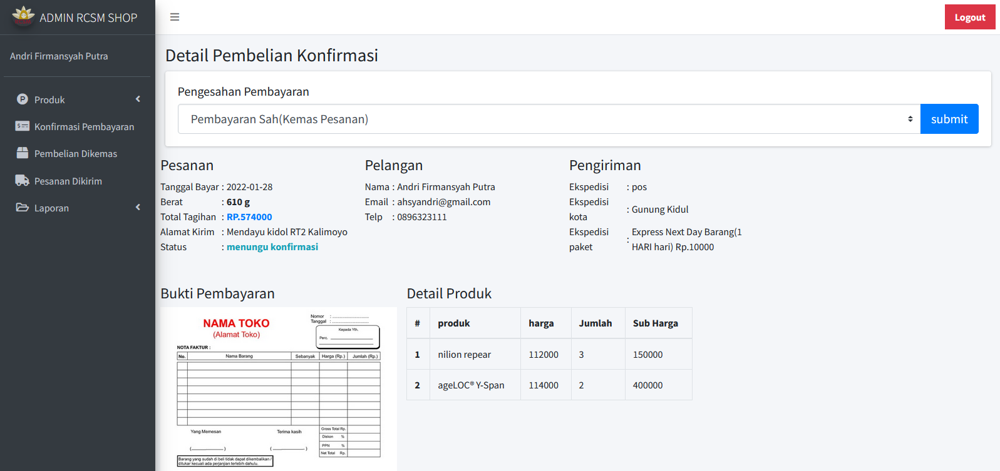 ADMIN RCSM SHOP
Logout
Andri Firmansyah Putra
Produk
Konfirmasi Pembayaran
Pembelian Dikemas
Pesanan Dikirim
Laporan
Detail Pembelian Konfirmasi
Pengesahan Pembayaran
Pembayaran Sah(Kemas Pesanan)
submit
Pesanan
Tanggal Bayar : 2022-01-28
Berat : 610 g
Total Tagihan : RP.574000
Alamat Kirim : Mendayu kidol RT2 Kalimoyo
Status : menungu konfirmasi
Pelangan
Nama : Andri Firmansyah Putra
Email : ahsyandri@gmail.com
Telp : 0896323111
Pengiriman
Ekspedisi : pos
Ekspedisi kota : Gunung Kidul
Ekspedisi paket : Express Next Day Barang(1
HARI hari) Rp.10000
Bukti Pembayaran
NAMA TOKO
(Alamat Toko)
Nomor : ..............................
Tanggal : ..............................
Kepada Yth.
Perc.
NOTA FAKTUR :
No. Nama Barang Sebanyak Harga (Rp.) Jumlah (Rp.)
Yang Memesan
Terima kasih
(__________)
(__________)
Gross Total Rp.
Diskon %
PPN %
Net Total Rp.
Barang yang sudah di beli tidak dapat dikembalikan /
ditukar kecuali ada perjanjian terlebih dahulu.
Detail Produk
# produk harga Jumlah Sub Harga
1 nilion repear 112000 3 150000
2 ageLOC® Y-Span 114000 2 400000